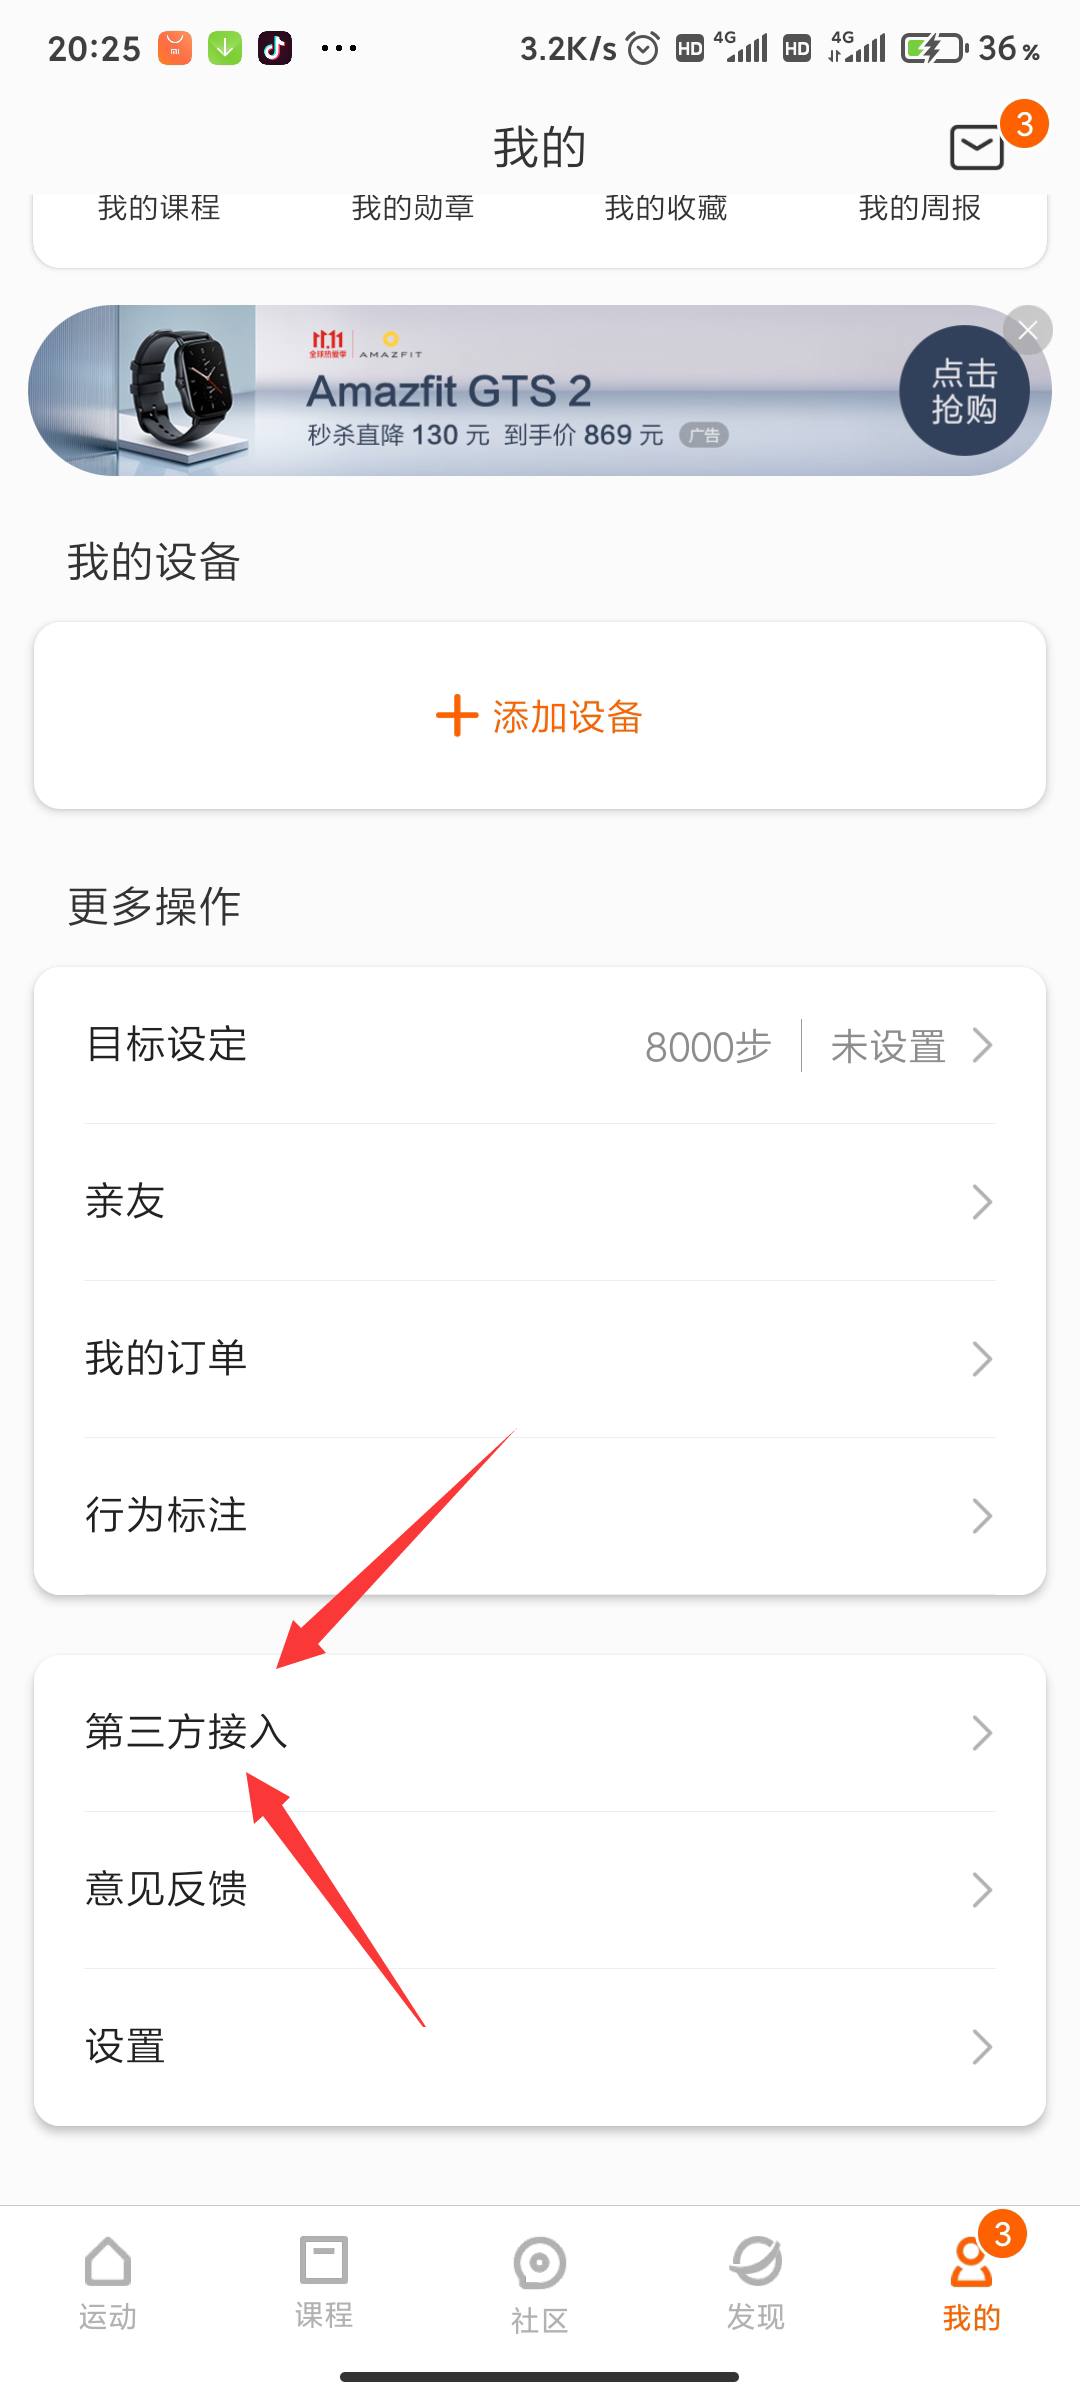 20:25 mi 3.2K/s HD 4G HD 4G 36 %
我的 3
我的课程 我的勋章 我的收藏 我的周报
11.11 全球热爱季 AMAZFIT
Amazfit GTS 2
秒杀直降 130 元 到手价 869 元 广告
点击
抢购
我的设备
添加设备
更多操作
目标设定 8000步 未设置
亲友
我的订单
行为标注
第三方接入
意见反馈
设置
3
运动 课程 社区 发现 我的